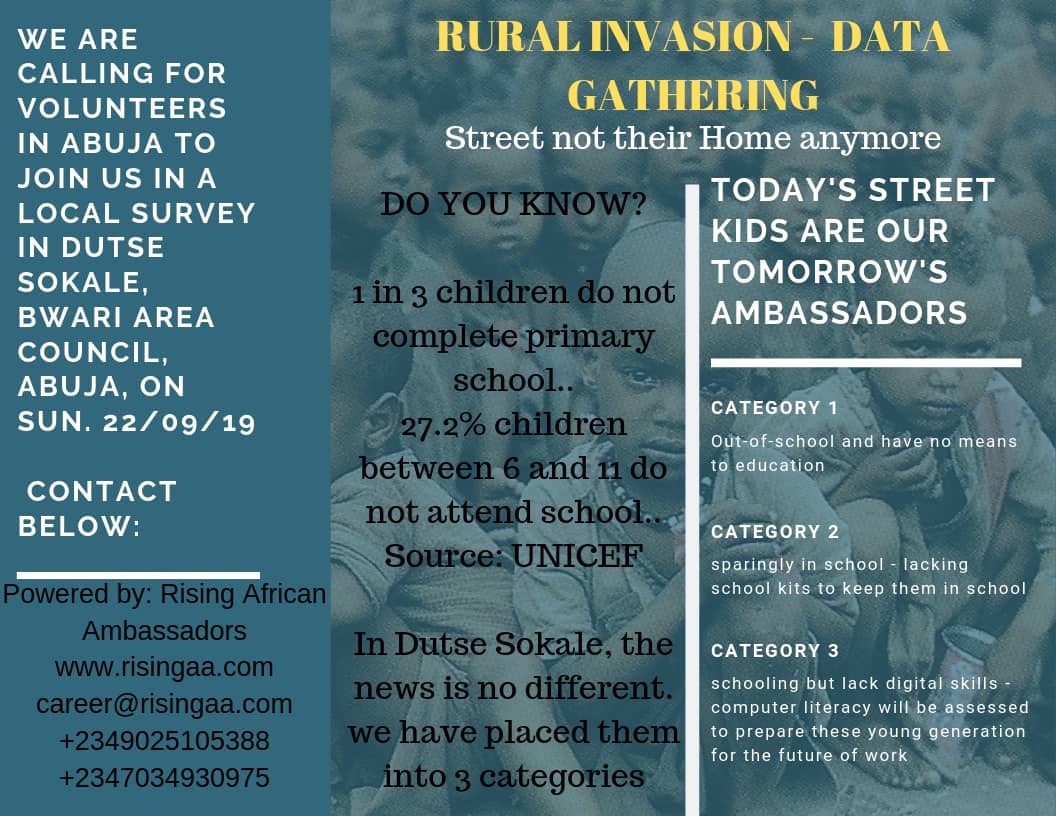 WE ARE
CALLING FOR
VOLUNTEERS
IN ABUJA TO
JOIN US IN A
LOCAL SURVEY
IN DUTSE
SOKALE,
BWARI AREA
COUNCIL,
ABUJA, ON
SUN. 22/09/19
CONTACT
BELOW:
Powered by: Rising African
Ambassadors
www.risingaa.com
career@risingaa.com
+2349025105388
+2347034930975
RURAL INVASION - DATA
GATHERING
Street not their Home anymore
DO YOU KNOW?
1 in 3 children do not
complete primary
school..
27.2% children
between 6 and 11 do
not attend school..
Source: UNICEF
In Dutse Sokale, the
news is no different.
we have placed them
into 3 categories
TODAY'S STREET
KIDS ARE OUR
TOMORROW'S
AMBASSADORS
CATEGORY 1
Out-of-school and have no means
to education
CATEGORY 2
sparingly in school - lacking
school kits to keep them in school
CATEGORY 3
schooling but lack digital skills -
computer literacy will be assessed
to prepare these young generation
for the future of work